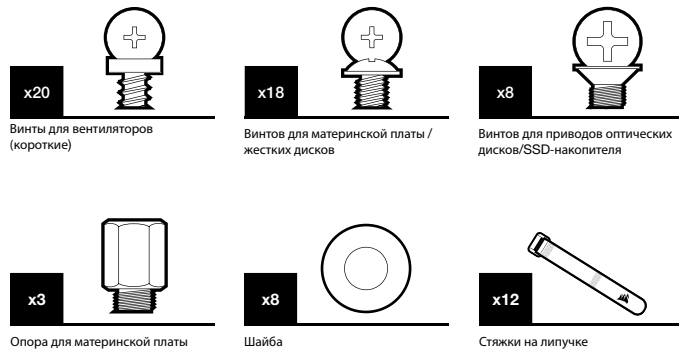 x20
Винты для вентиляторов
(короткие)
x18
Винтов для материнской платы /
жестких дисков
x8
Винтов для приводов оптических
дисков/SSD-накопителя
x3
Опора для материнской платы
x8
Шайба
x12
Стяжки на липучке